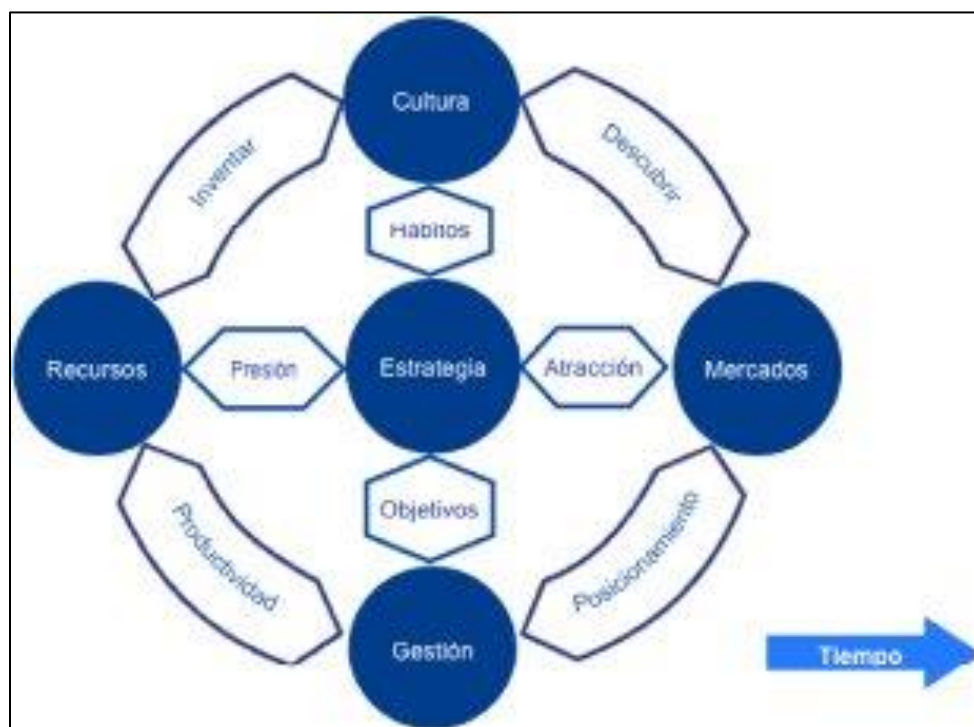 Cultura
Inventar
Descubrir
Hábitos
Recursos
Presión
Estrategia
Atracción
Mercados
Objetivos
Productividad
Posicionamiento
Gestión
Tiempo